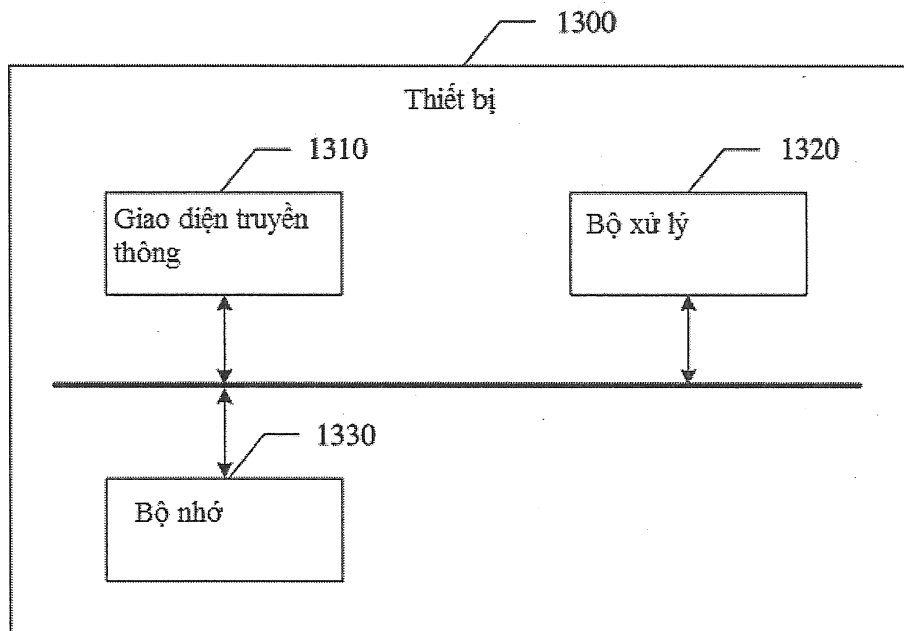 1300
Thiết bị
1310
1320
Giao diện truyền
thông
Bộ xử lý
1330
Bộ nhớ